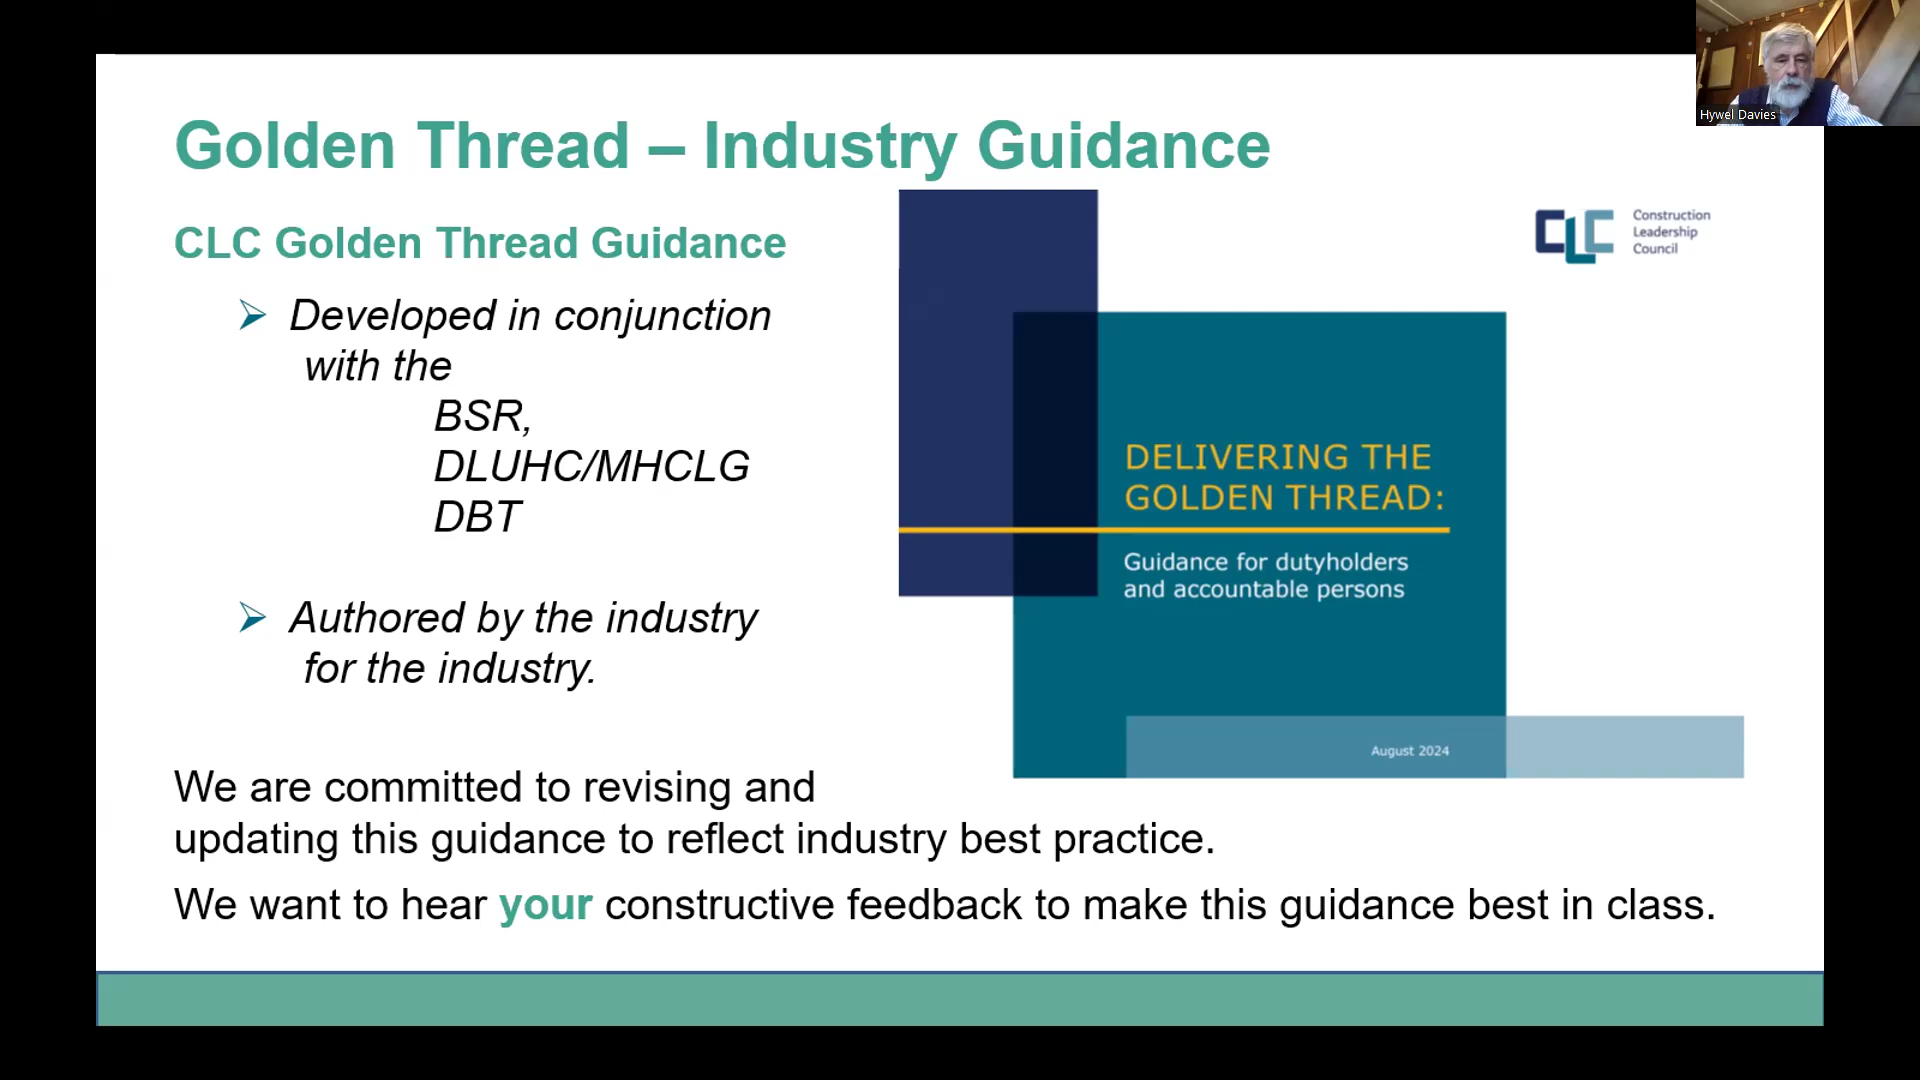 Hywel Davies
Golden Thread – Industry Guidance
CLC Golden Thread Guidance
Developed in conjunction
with the
BSR,
DLUHC/MHCLG
DBT
Authored by the industry
for the industry.
We are committed to revising and
updating this guidance to reflect industry best practice.
We want to hear your constructive feedback to make this guidance best in class.
CLC
Construction
Leadership
Council
DELIVERING THE
GOLDEN THREAD:
Guidance for dutyholders
and accountable persons
August 2024